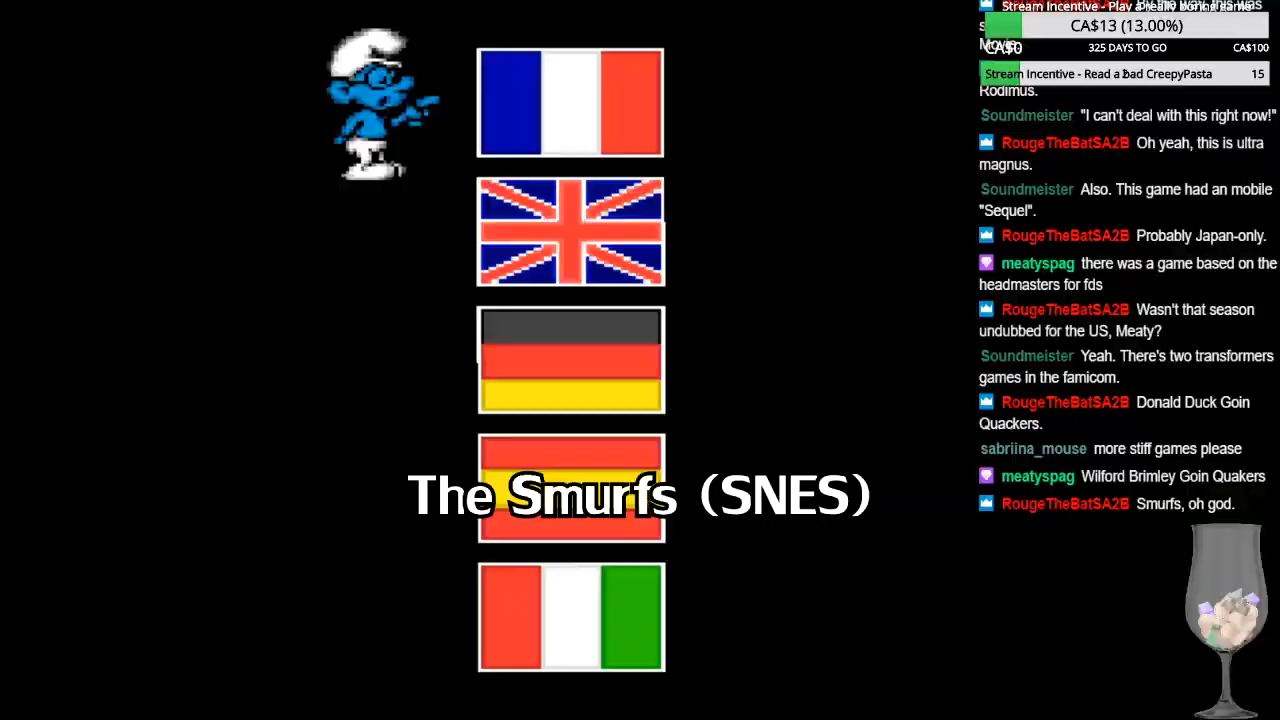 The Smurfs (SNES)
Stream Incentive - Play a really boring game
CA$13 (13.00%)
CA$0 325 DAYS TO GO CA$100
Stream Incentive - Read a bad CreepyPasta 15
Movie.
Rodimus.
Soundmeister "I can't deal with this right now!"
RougeTheBatSA2B Oh yeah, this is ultra
magnus.
Soundmeister Also. This game had an mobile
"Sequel".
RougeTheBatSA2B Probably Japan-only.
meatyspag there was a game based on the
headmasters for fds
RougeTheBatSA2B Wasn't that season
undubbed for the US, Meaty?
Soundmeister Yeah. There's two transformers
games in the famicom.
RougeTheBatSA2B Donald Duck Goin
Quackers.
sabriina_mouse more stiff games please
meatyspag Wilford Brimley Goin Quakers
RougeTheBatSA2B Smurfs, oh god.